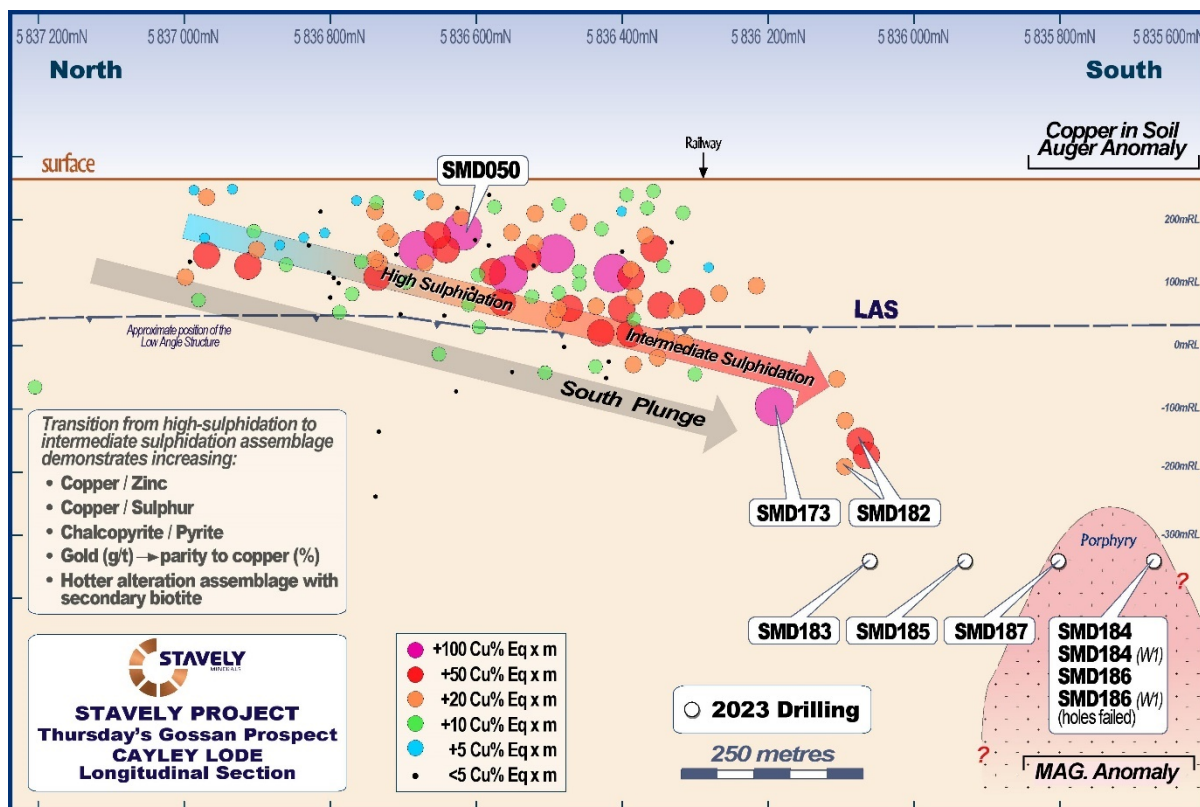 5 837 200mN
5 837 000mN
5 836 800mN
5 836 600mN
5 836 400mN
5 836 200mN
5 836 000mN
5 835 800mN
5 835 600mN
North
South
Copper in Soil
Auger Anomaly
Railway
surface
SMD050
200mRL
100mRL
0mRL
-100mRL
-200mRL
-300mRL
High Sulphidation
Intermediate Sulphidation
LAS
Approximate position of the
Low Angle Structure
South Plunge
Transition from high-sulphidation to
intermediate sulphidation assemblage
demonstrates increasing:
• Copper / Zinc
• Copper / Sulphur
• Chalcopyrite / Pyrite
• Gold (g/t) → parity to copper (%)
• Hotter alteration assemblage with
secondary biotite
SMD173
SMD182
Porphyry
?
SMD183
SMD185
SMD187
SMD184
SMD184 (W1)
SMD186
SMD186 (W1)
(holes failed)
?
MAG. Anomaly
STAVELY
MINERALS
STAVELY PROJECT
Thursday's Gossan Prospect
CAYLEY LODE
Longitudinal Section
+100 Cu% Eq x m
+50 Cu% Eq x m
+20 Cu% Eq x m
+10 Cu% Eq x m
+5 Cu% Eq x m
<5 Cu% Eq x m
2023 Drilling
250 metres